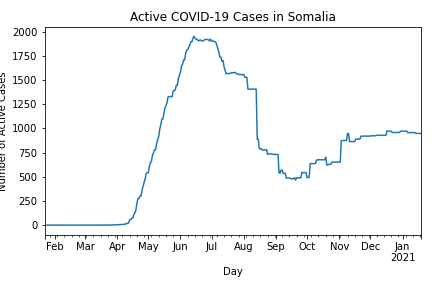 Active COVID-19 Cases in Somalia
Number of Active Cases
2000
1750
1500
1250
1000
750
500
250
0
Feb Mar Apr May Jun Jul Aug Sep Oct Nov Dec Jan
2021
Day